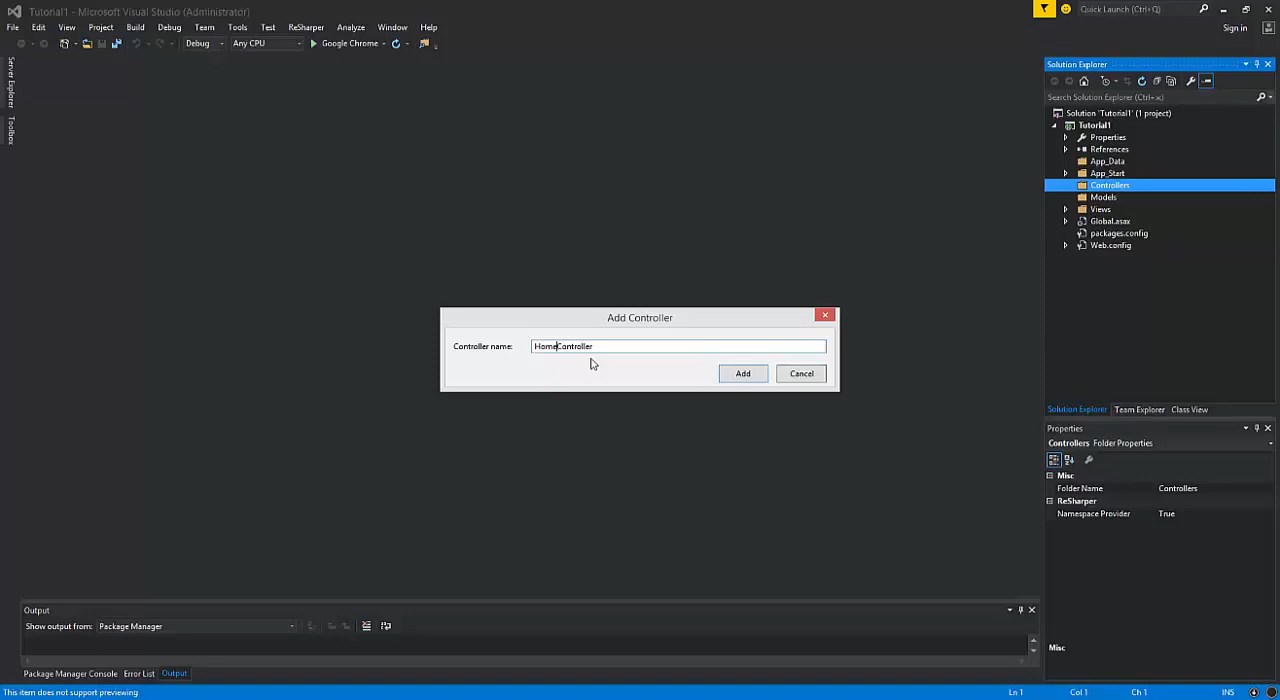 Tutorial1 - Microsoft Visual Studio (Administrator)
Quick Launch (Ctrl+Q)
File Edit View Project Build Debug Team Tools Test ReSharper Analyze Window Help
Sign in
Debug Any CPU Google Chrome
Server Explorer
Toolbox
Solution Explorer
Search Solution Explorer (Ctrl+ж)
Solution 'Tutorial1' (1 project)
Tutorial1
Properties
References
App_Data
App_Start
Controllers
Models
Views
Global.asax
packages.config
Web.config
Add Controller
Controller name: HomeController
Add Cancel
Solution Explorer Team Explorer Class View
Properties
Controllers Folder Properties
Misc
Folder Name Controllers
ReSharper
Namespace Provider True
Misc
Output
Show output from: Package Manager
Package Manager Console Error List Output
This item does not support previewing Ln 1 Col 1 Ch 1 INS